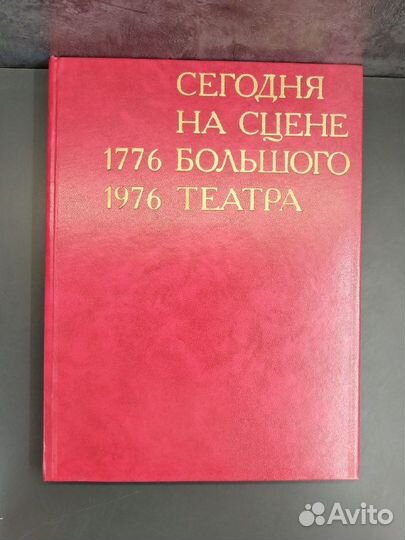 СЕГОДНЯ
НА СЦЕНЕ
1776 БОЛЬШОГО
1976 ТЕАТРА
Avito